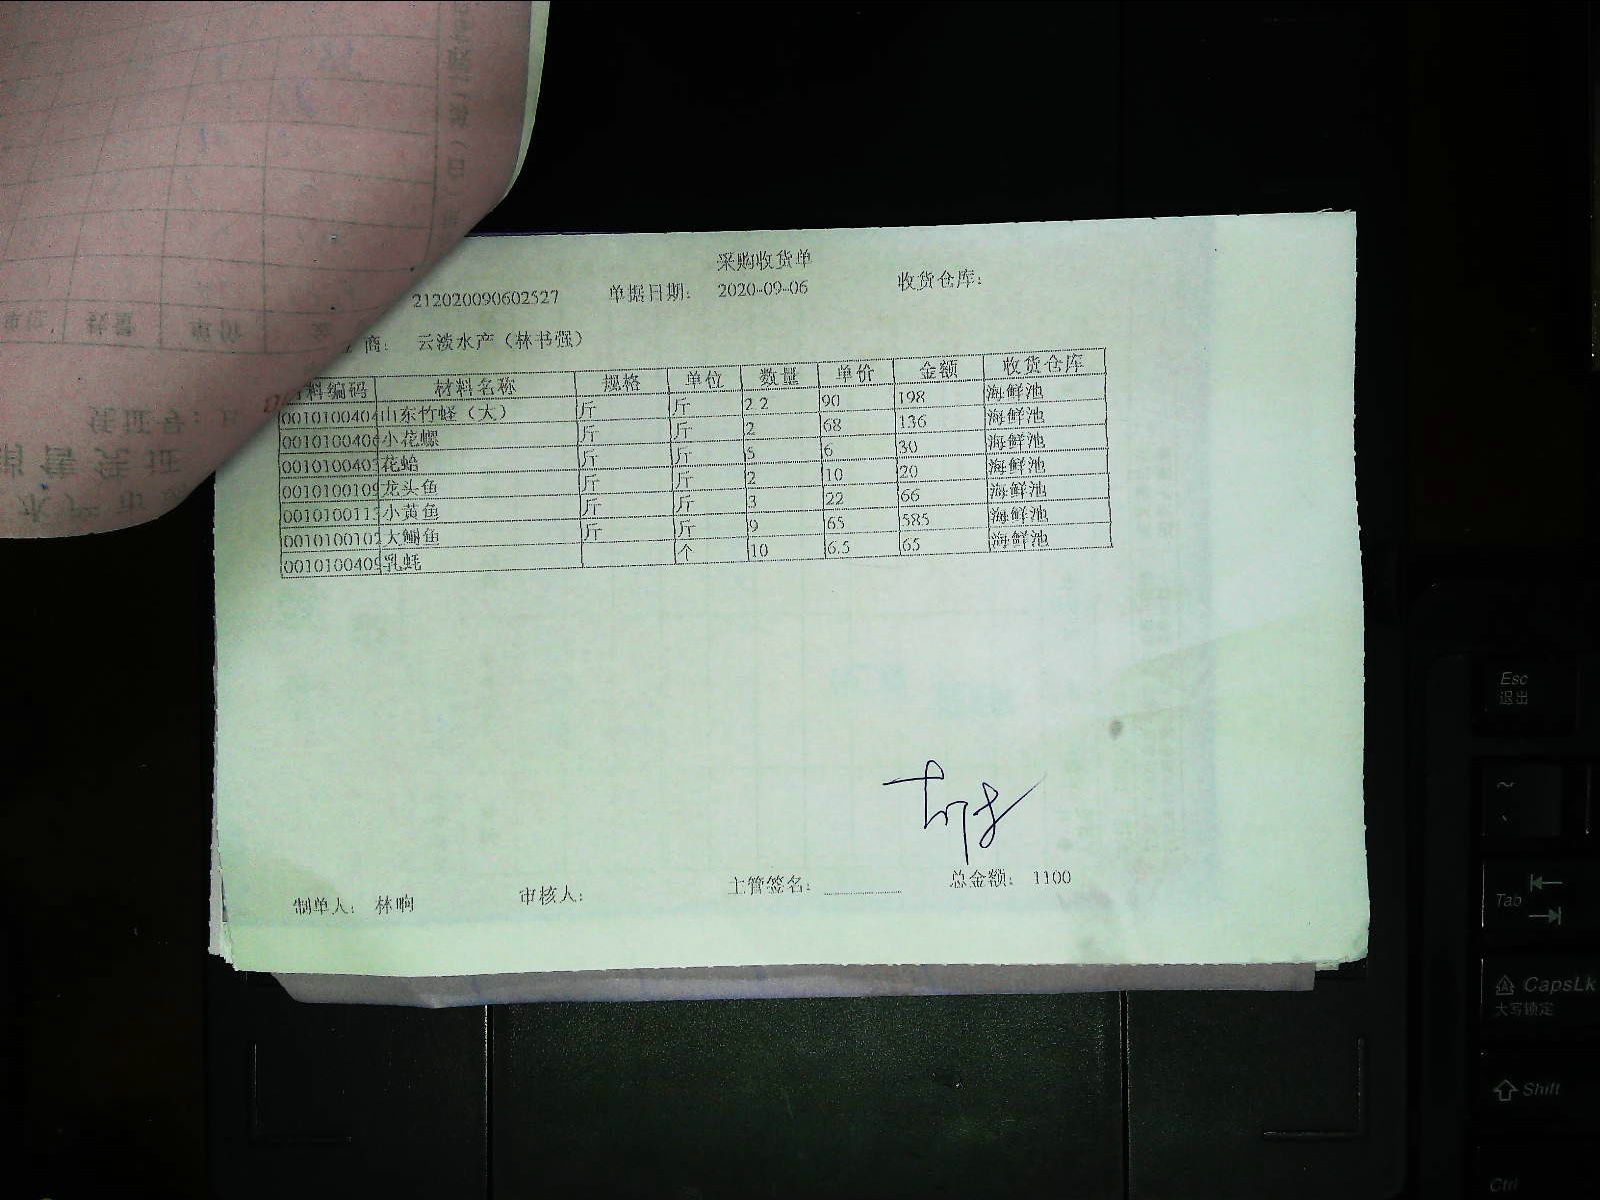 采购收货单
212020090602527 单据日期: 2020-09-06 收货仓库:
商: 云淡水产（林书强）
料编码 材料名称 规格 单位 数量 单价 金额 收货仓库
0010100404 山东竹蛏（大） 斤 斤 2.2 90 198 海鲜池
0010100406 小花螺 斤 斤 2 68 136 海鲜池
001010040 花蛤 斤 斤 5 6 30 海鲜池
0010100109 龙头鱼 斤 斤 2 10 20 海鲜池
001010011 小黄鱼 斤 斤 3 22 66 海鲜池
001010010 大鲳鱼 斤 斤 9 65 585 海鲜池
0010100409 乳蚝 个 10 6.5 65 海鲜池
制单人: 林响 审核人: 主管签名: 总金额: 1100
Esc
退出
Tab
CapsLk
大写锁定
Shift
Ctrl